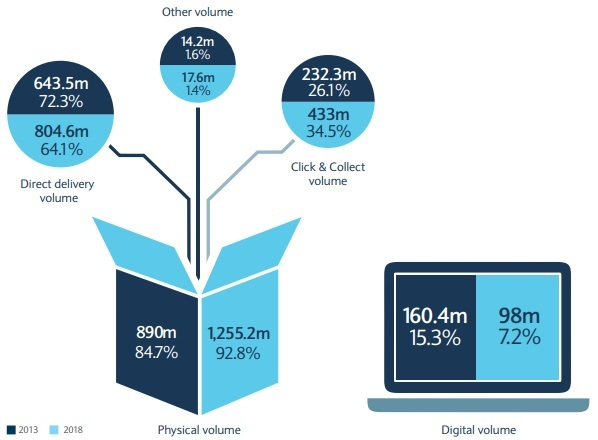 Other volume
14.2m
1.6%
17.6m
1.4%
643.5m
72.3%
804.6m
64.1%
Direct delivery
volume
232.3m
26.1%
433m
34.5%
Click & Collect
volume
890m
84.7%
1,255.2m
92.8%
160.4m
15.3%
98m
7.2%
2013
2018
Physical volume
Digital volume